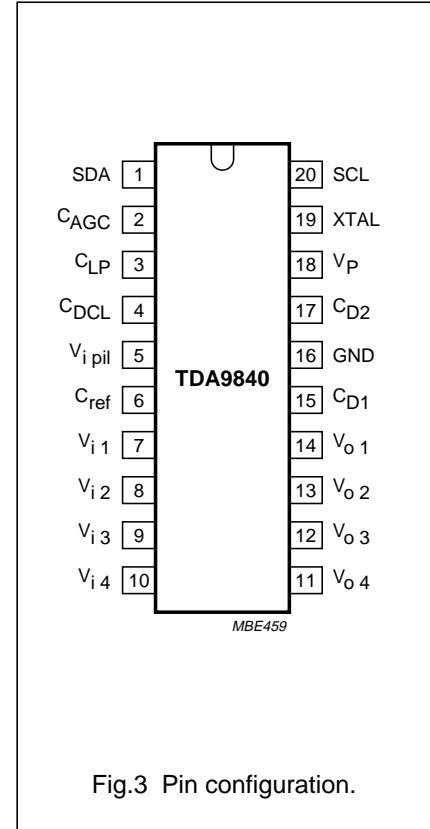 SDA 1 20 SCL
CAGC 2 19 XTAL
CLP 3 18 VP
CDCL 4 17 CD2
Vi pil 5 16 GND
TDA9840
Cref 6 15 CD1
Vi 1 7 14 Vo 1
Vi 2 8 13 Vo 2
Vi 3 9 12 Vo 3
Vi 4 10 11 Vo 4
MBE459
Fig.3 Pin configuration.